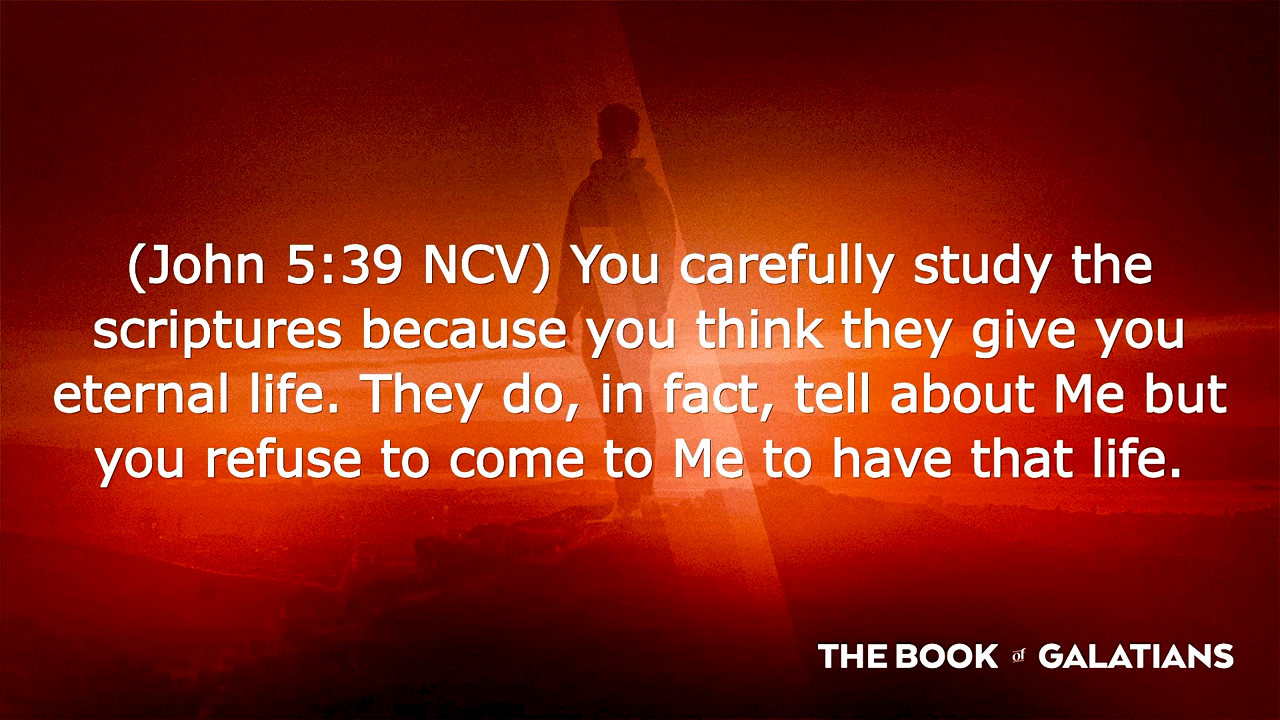 (John 5:39 NCV) You carefully study the
scriptures because you think they give you
eternal life. They do, in fact, tell about Me but
you refuse to come to Me to have that life.
THE BOOK of GALATIANS